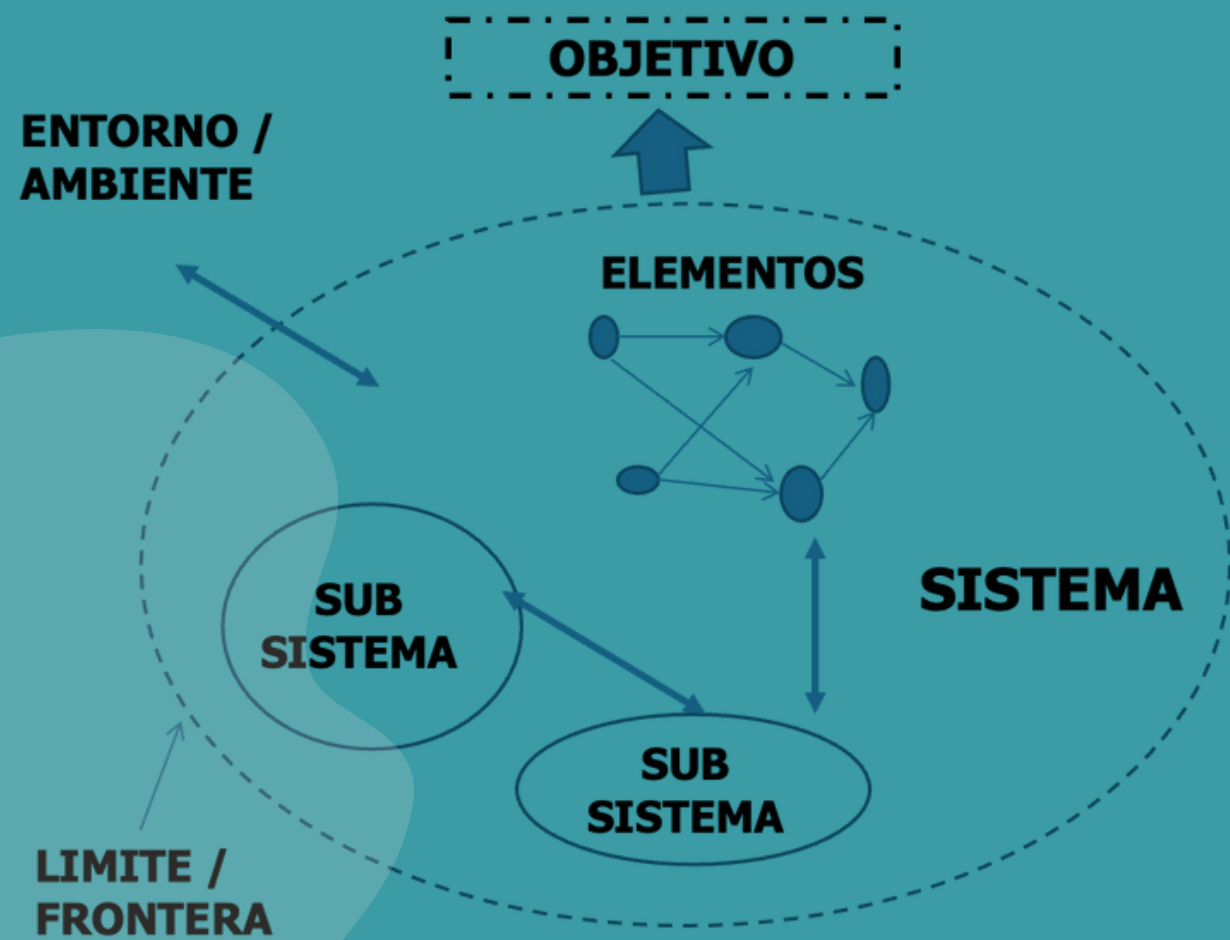 OBJETIVO
ENTORNO /
AMBIENTE
ELEMENTOS
SISTEMA
SUB
SISTEMA
SUB
SISTEMA
LIMITE /
FRONTERA